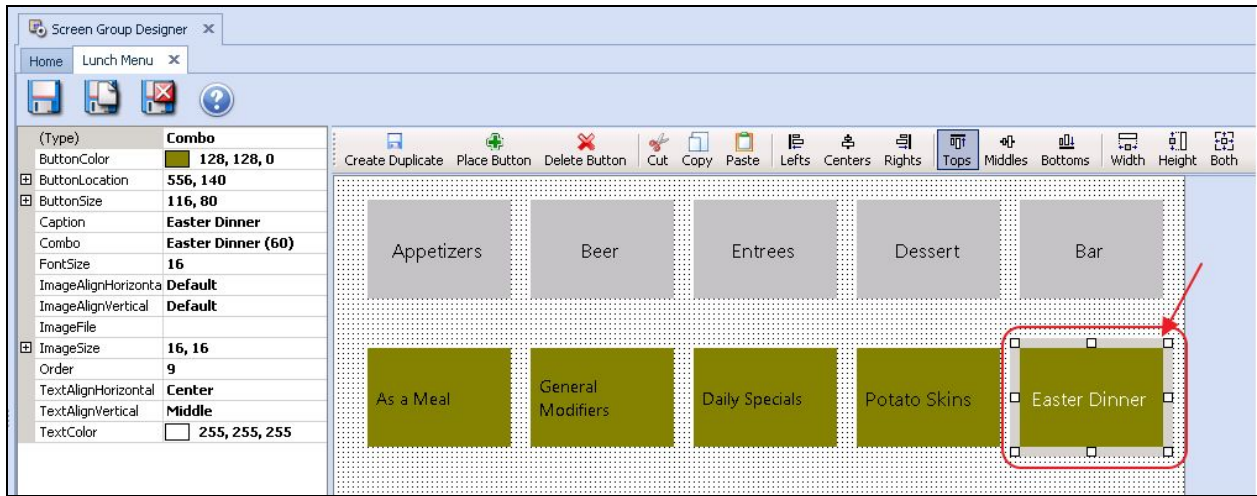 Screen Group Designer
Home Lunch Menu
(Type) Combo
ButtonColor 128, 128, 0
ButtonLocation 556, 140
ButtonSize 116, 80
Caption Easter Dinner
Combo Easter Dinner (60)
FontSize 16
ImageAlignHorizonta Default
ImageAlignVertical Default
ImageFile
ImageSize 16, 16
Order 9
TextAlignHorizontal Center
TextAlignVertical Middle
TextColor 255, 255, 255
Create Duplicate Place Button Delete Button Cut Copy Paste Lefts Centers Rights Tops Middles Bottoms Width Height Both
Appetizers Beer Entrees Dessert Bar
As a Meal
General
Modifiers
Daily Specials
Potato Skins
Easter Dinner